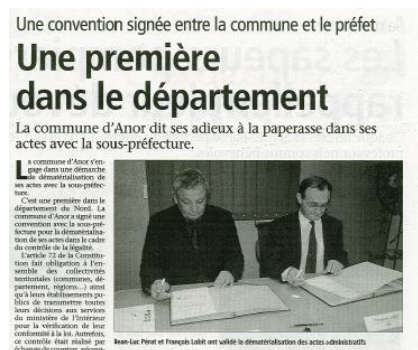 Une convention signée entre la commune et le préfet
Une première
dans le département
La commune d'Anor dit ses adieux à la paperasse dans ses
actes avec la sous-préfecture.
La commune d'Anor s'en-
gage dans une démarche
de dématérialisation de
ses actes avec la sous-préfec-
ture.
C'est une première dans le
département du Nord. La
commune d'Anor a signé une
convention avec la sous-pré-
fecture pour la dématérialisa-
tion de ses actes dans le cadre
du contrôle de la légalité.
L'article 72 de la Constitu-
tion fait obligation à l'en-
semble des collectivités
territoriales (communes, dé-
partement, régions...) ainsi
qu'à leurs établissements pu-
blics de transmettre toutes
leurs décisions aux services
du ministère de l'Intérieur
pour la vérification de leur
conformité à la loi. Autrefois,
ce contrôle était réalisé par
Jean-Luc Pérat et François Lobit ont validé la dématérialisation des actes administratifs